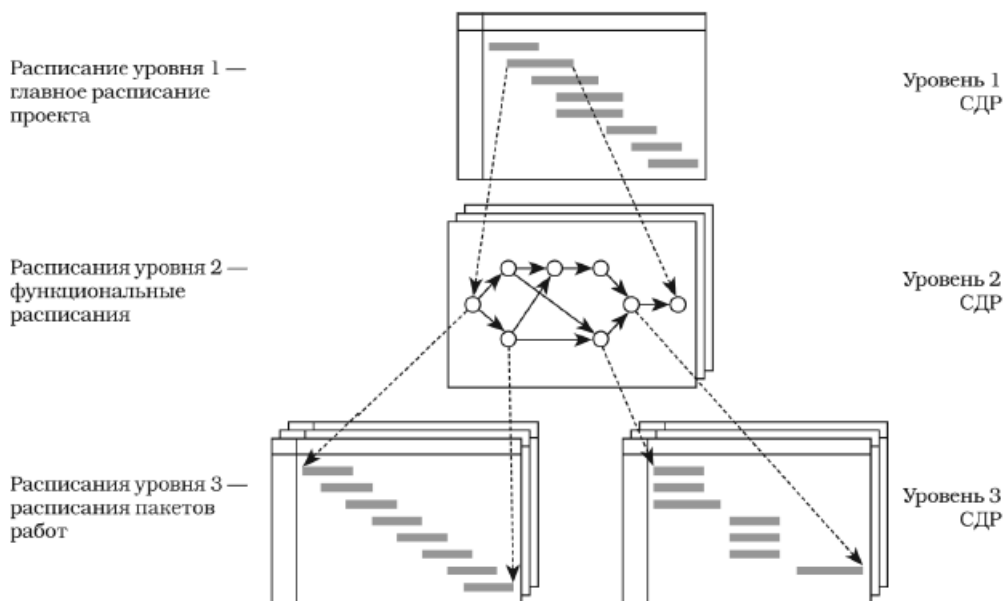 Расписание уровня 1 —
главное расписание
проекта
Уровень 1
СДР
Расписания уровня 2 —
функциональные
расписания
Уровень 2
СДР
Расписания уровня 3 —
расписания пакетов
работ
Уровень 3
СДР